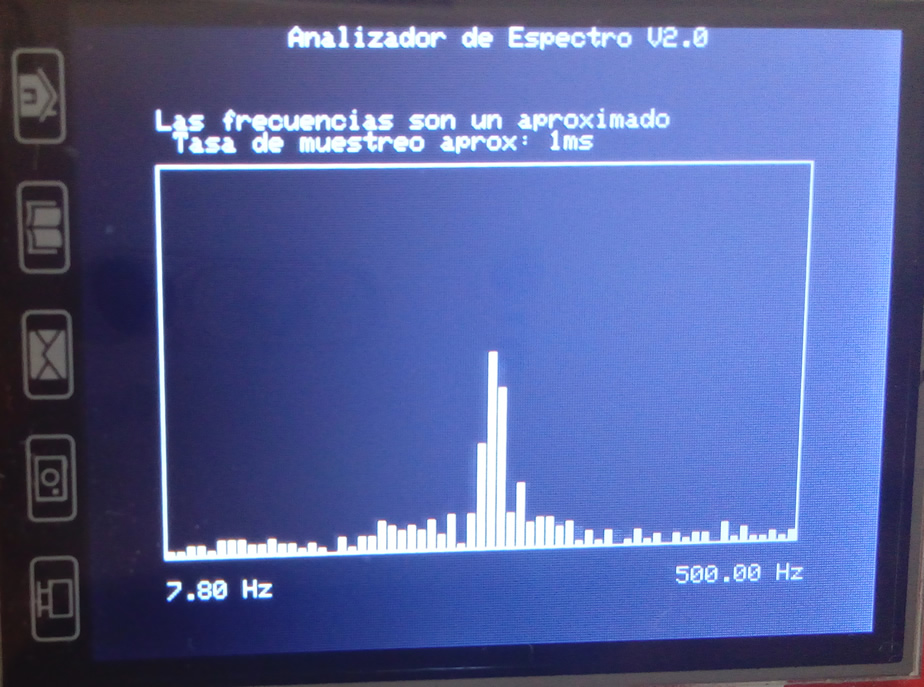 Analizador de Espectro V2.0
Las frecuencias son un aproximado
Tasa de muestreo aprox: 1ms
7.80 Hz
500.00 Hz